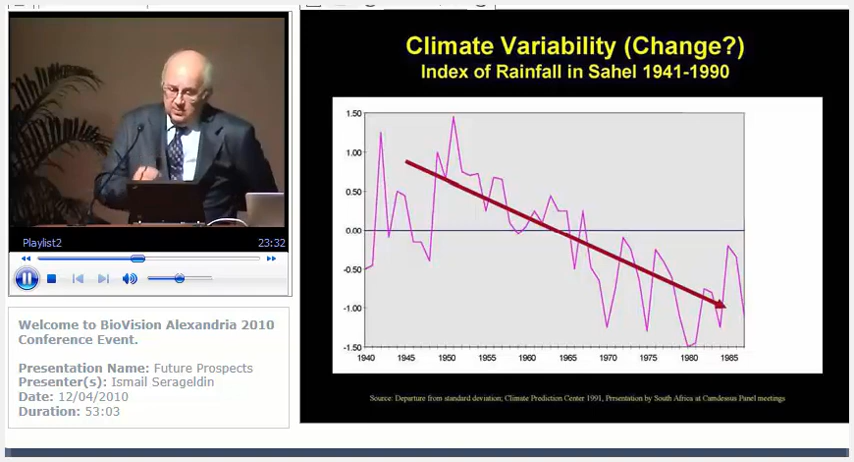 Playlist2
23:32
Welcome to BioVision Alexandria 2010
Conference Event.
Presentation Name: Future Prospects
Presenter(s): Ismail Serageldin
Date: 12/04/2010
Duration: 53:03
Climate Variability (Change?)
Index of Rainfall in Sahel 1941-1990
1.50
1.00
0.50
0.00
-0.50
-1.00
-1.50
1940 1945 1950 1955 1960 1965 1970 1975 1980 1985
Source: Departure from standard deviation; Climate Prediction Center 1991, Presentation by South Africa at Camdessus Panel meetings